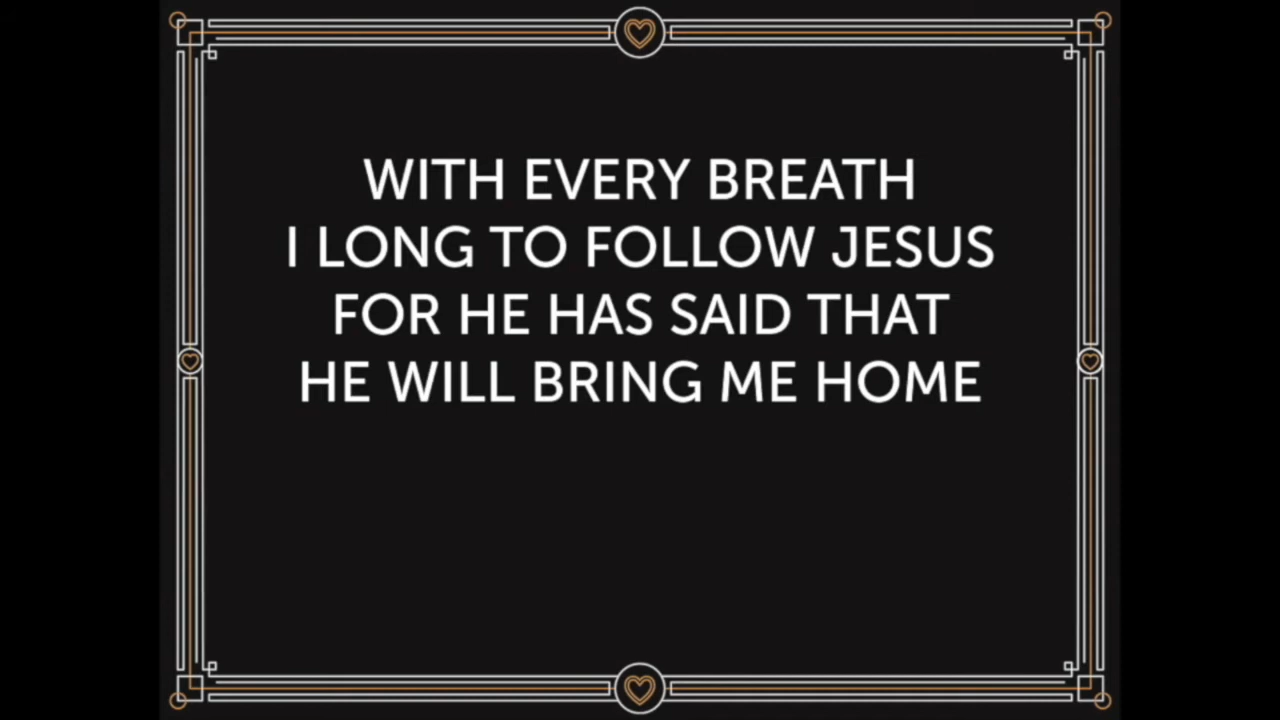 WITH EVERY BREATH
I LONG TO FOLLOW JESUS
FOR HE HAS SAID THAT
HE WILL BRING ME HOME